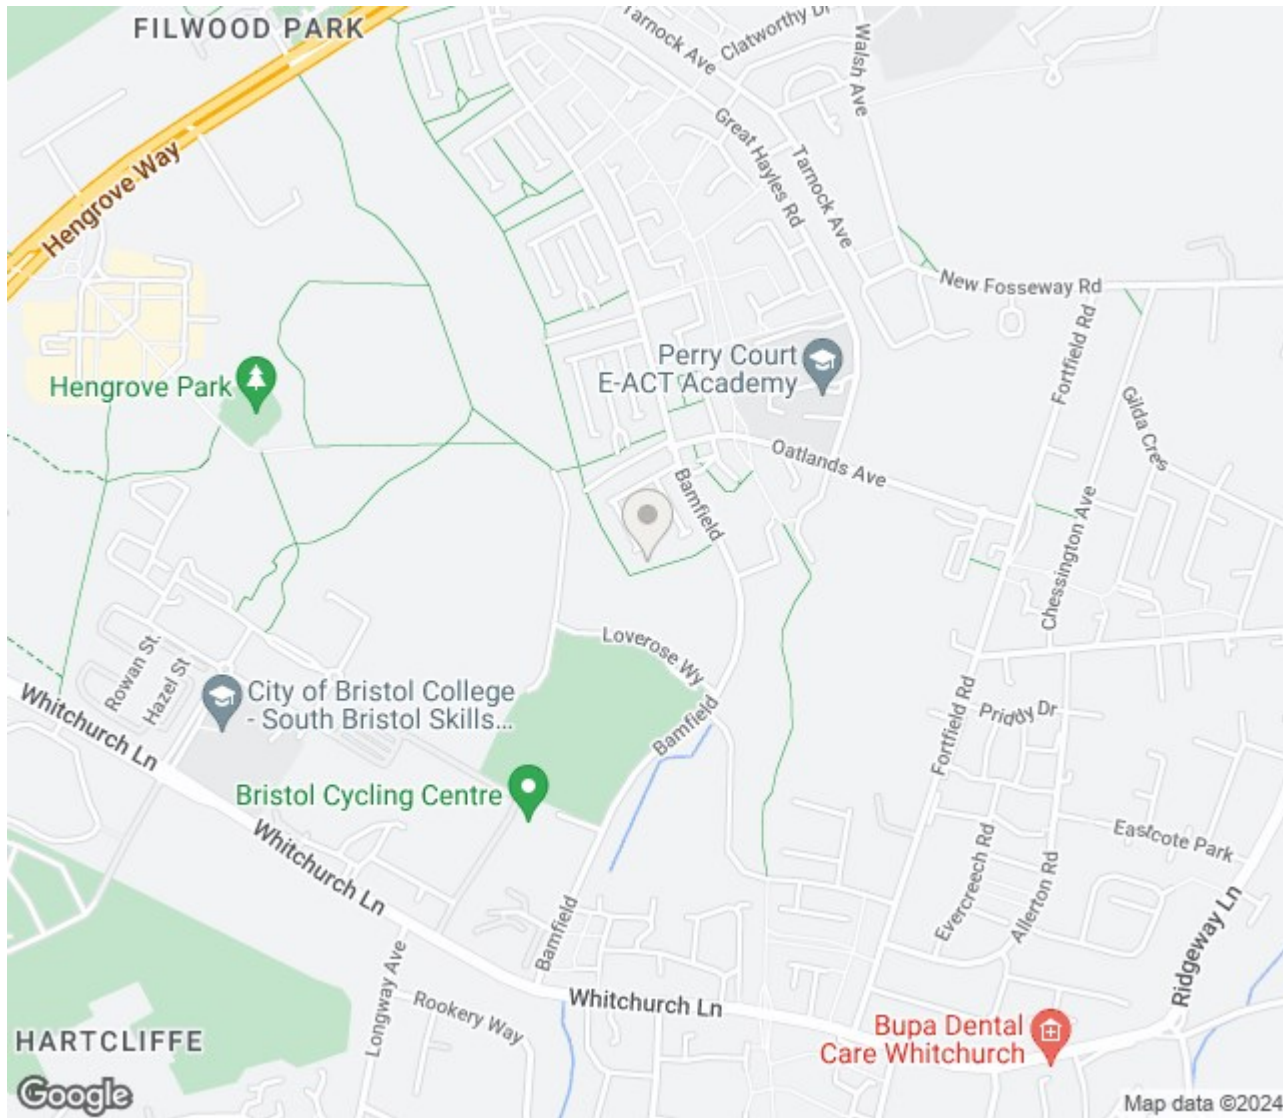 FILWOOD PARK
Tarnock Ave
Clatworthy Dr
Walsh Ave
Hengrove Way
Great Hayles Rd
Tarnock Ave
New Fosseway Rd
Fortfield Rd
Perry Court
E-ACT Academy
Hengrove Park
Gilda Cres
Oatlands Ave
Bamfield
Chessington Ave
Loverose Wy
Rowan St.
Hazel St
City of Bristol College
- South Bristol Skills...
Whitchurch Ln
Bamfield
Fortfield Rd
Priddy Dr
Bristol Cycling Centre
Whitchurch Ln
Eastcote Park
Evercreech Rd
Allerton Rd
Ridgeway Ln
Bamfield
Longway Ave
Rookery Way
Whitchurch Ln
Bupa Dental
Care Whitchurch
HARTCLIFFE
Google
Map data ©2024